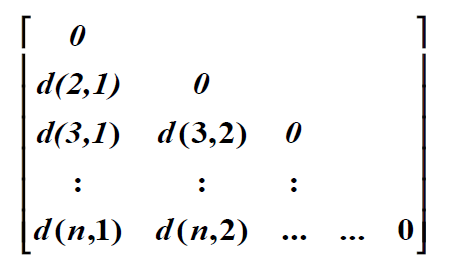 0
d(2,1) 0
d(3,1) d(3,2) 0
: : :
d(n,1) d(n,2) ... ... 0